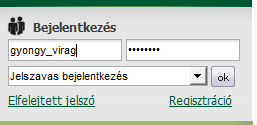 Bejelentkezés
gyongy_virag ••••••••
Jelszavas bejelentkezés ok
Elfelejtett jelszó Regisztráció